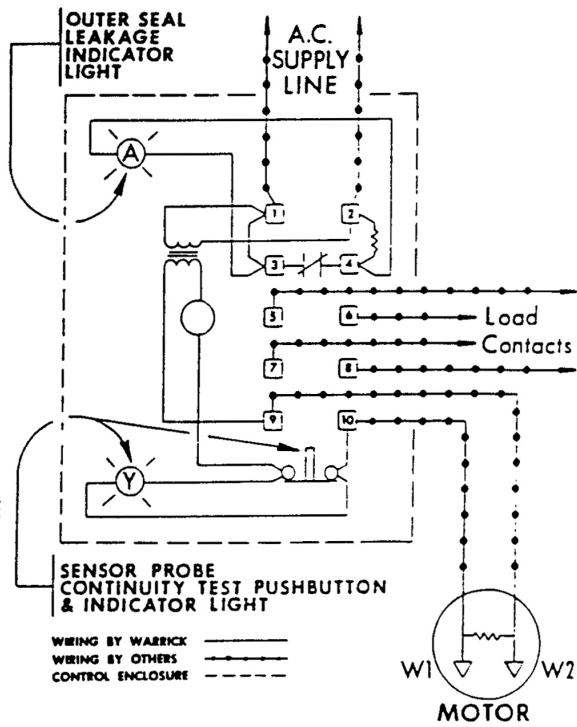 OUTER SEAL
LEAKAGE
INDICATOR
LIGHT
A.C.
SUPPLY
LINE
A
1
2
3
4
5
6
Load
Contacts
7
8
9
10
Y
SENSOR PROBE
CONTINUITY TEST PUSHBUTTON
& INDICATOR LIGHT
WIRING BY WARRICK
WIRING BY OTHERS
CONTROL ENCLOSURE
W1
W2
MOTOR